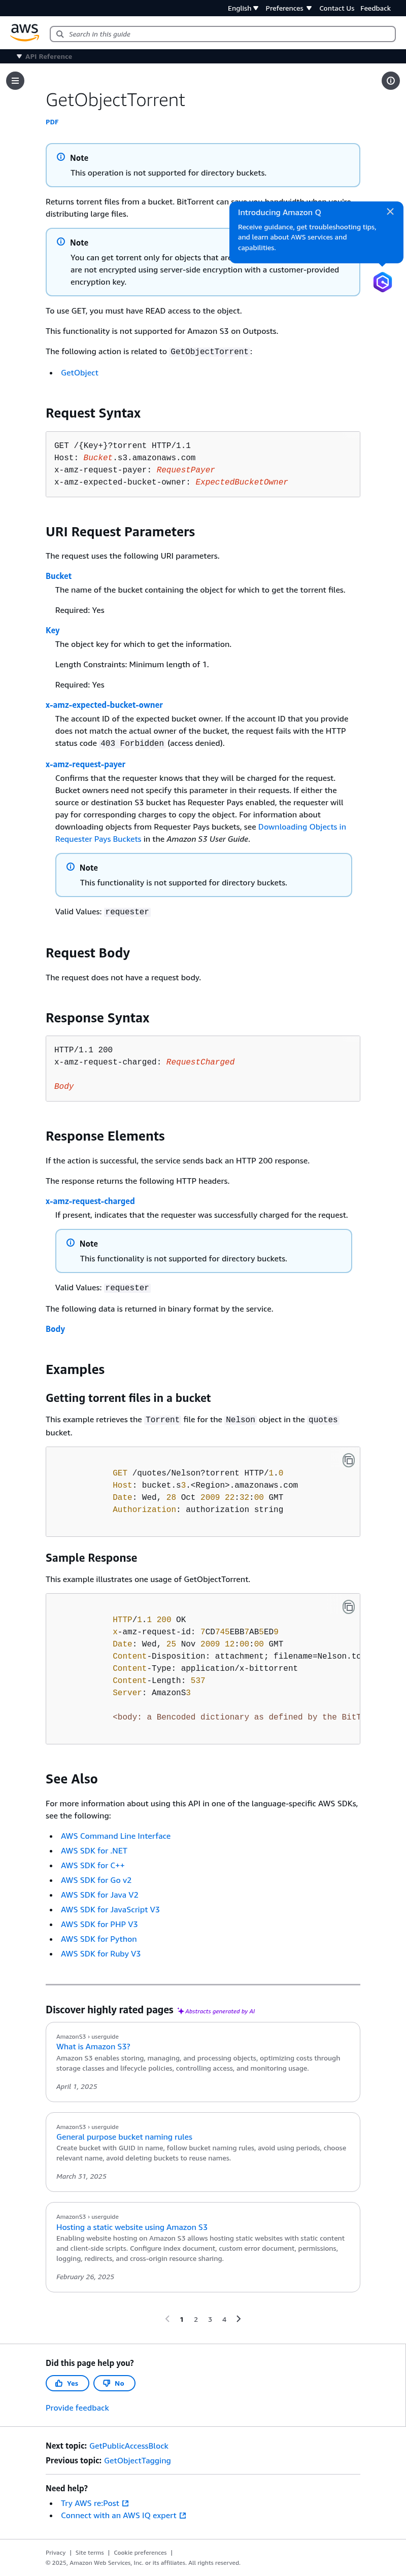 English Preferences Contact Us Feedback
aws
Search in this guide
API Reference
GetObjectTorrent
PDF
Note
This operation is not supported for directory buckets.
Returns torrent files from a bucket. BitTorrent can save you bandwidth when you're
distributing large files.
Introducing Amazon Q
Receive guidance, get troubleshooting tips,
and learn about AWS services and
capabilities.
Note
You can get torrent only for objects that are
are not encrypted using server-side encryption with a customer-provided
encryption key.
To use GET, you must have READ access to the object.
This functionality is not supported for Amazon S3 on Outposts.
The following action is related to GetObjectTorrent:
GetObject
Request Syntax
GET /{Key+}?torrent HTTP/1.1
Host: Bucket.s3.amazonaws.com
x-amz-request-payer: RequestPayer
x-amz-expected-bucket-owner: ExpectedBucketOwner
URI Request Parameters
The request uses the following URI parameters.
Bucket
The name of the bucket containing the object for which to get the torrent files.
Required: Yes
Key
The object key for which to get the information.
Length Constraints: Minimum length of 1.
Required: Yes
x-amz-expected-bucket-owner
The account ID of the expected bucket owner. If the account ID that you provide
does not match the actual owner of the bucket, the request fails with the HTTP
status code 403 Forbidden (access denied).
x-amz-request-payer
Confirms that the requester knows that they will be charged for the request.
Bucket owners need not specify this parameter in their requests. If either the
source or destination S3 bucket has Requester Pays enabled, the requester will
pay for corresponding charges to copy the object. For information about
downloading objects from Requester Pays buckets, see Downloading Objects in
Requester Pays Buckets in the Amazon S3 User Guide.
Note
This functionality is not supported for directory buckets.
Valid Values: requester
Request Body
The request does not have a request body.
Response Syntax
HTTP/1.1 200
x-amz-request-charged: RequestCharged
Body
Response Elements
If the action is successful, the service sends back an HTTP 200 response.
The response returns the following HTTP headers.
x-amz-request-charged
If present, indicates that the requester was successfully charged for the request.
Note
This functionality is not supported for directory buckets.
Valid Values: requester
The following data is returned in binary format by the service.
Body
Examples
Getting torrent files in a bucket
This example retrieves the Torrent file for the Nelson object in the quotes
bucket.
GET /quotes/Nelson?torrent HTTP/1.0
Host: bucket.s3.<Region>.amazonaws.com
Date: Wed, 28 Oct 2009 22:32:00 GMT
Authorization: authorization string
Sample Response
This example illustrates one usage of GetObjectTorrent.
HTTP/1.1 200 OK
x-amz-request-id: 7CD745EBB7AB5ED9
Date: Wed, 25 Nov 2009 12:00:00 GMT
Content-Disposition: attachment; filename=Nelson.to
Content-Type: application/x-bittorrent
Content-Length: 537
Server: AmazonS3
<body: a Bencoded dictionary as defined by the BitT
See Also
For more information about using this API in one of the language-specific AWS SDKs,
see the following:
AWS Command Line Interface
AWS SDK for .NET
AWS SDK for C++
AWS SDK for Go v2
AWS SDK for Java V2
AWS SDK for JavaScript V3
AWS SDK for PHP V3
AWS SDK for Python
AWS SDK for Ruby V3
Discover highly rated pages Abstracts generated by AI
AmazonS3 › userguide
What is Amazon S3?
Amazon S3 enables storing, managing, and processing objects, optimizing costs through
storage classes and lifecycle policies, controlling access, and monitoring usage.
April 1, 2025
AmazonS3 › userguide
General purpose bucket naming rules
Create bucket with GUID in name, follow bucket naming rules, avoid using periods, choose
relevant name, avoid deleting buckets to reuse names.
March 31, 2025
AmazonS3 › userguide
Hosting a static website using Amazon S3
Enabling website hosting on Amazon S3 allows hosting static websites with static content
and client-side scripts. Configure index document, custom error document, permissions,
logging, redirects, and cross-origin resource sharing.
February 26, 2025
1 2 3 4
Did this page help you?
Yes No
Provide feedback
Next topic: GetPublicAccessBlock
Previous topic: GetObjectTagging
Need help?
Try AWS re:Post
Connect with an AWS IQ expert
Privacy | Site terms | Cookie preferences |
© 2025, Amazon Web Services, Inc. or its affiliates. All rights reserved.